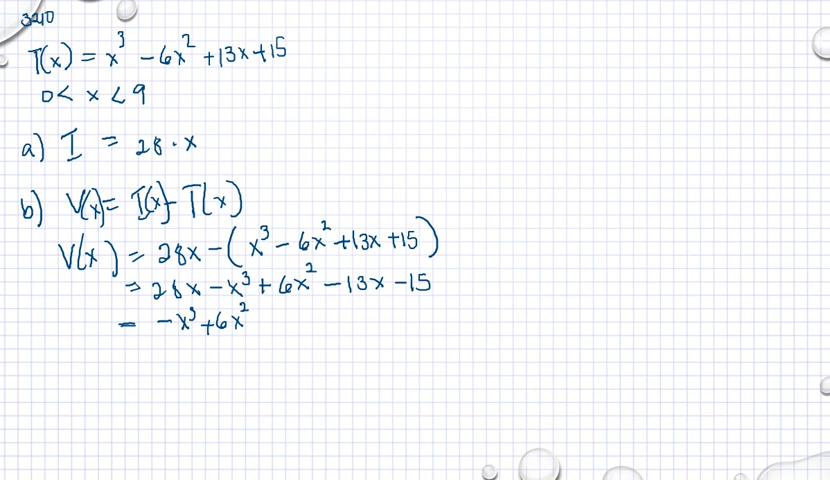 3210
T(x) = x³ - 6x² + 13x + 15
0 < x < 9
a) I = 28 · x
b) V(x) = I(x) - T(x)
V(x) = 28x - (x³ - 6x² + 13x + 15)
= 28x - x³ + 6x² - 13x - 15
= -x³ + 6x²